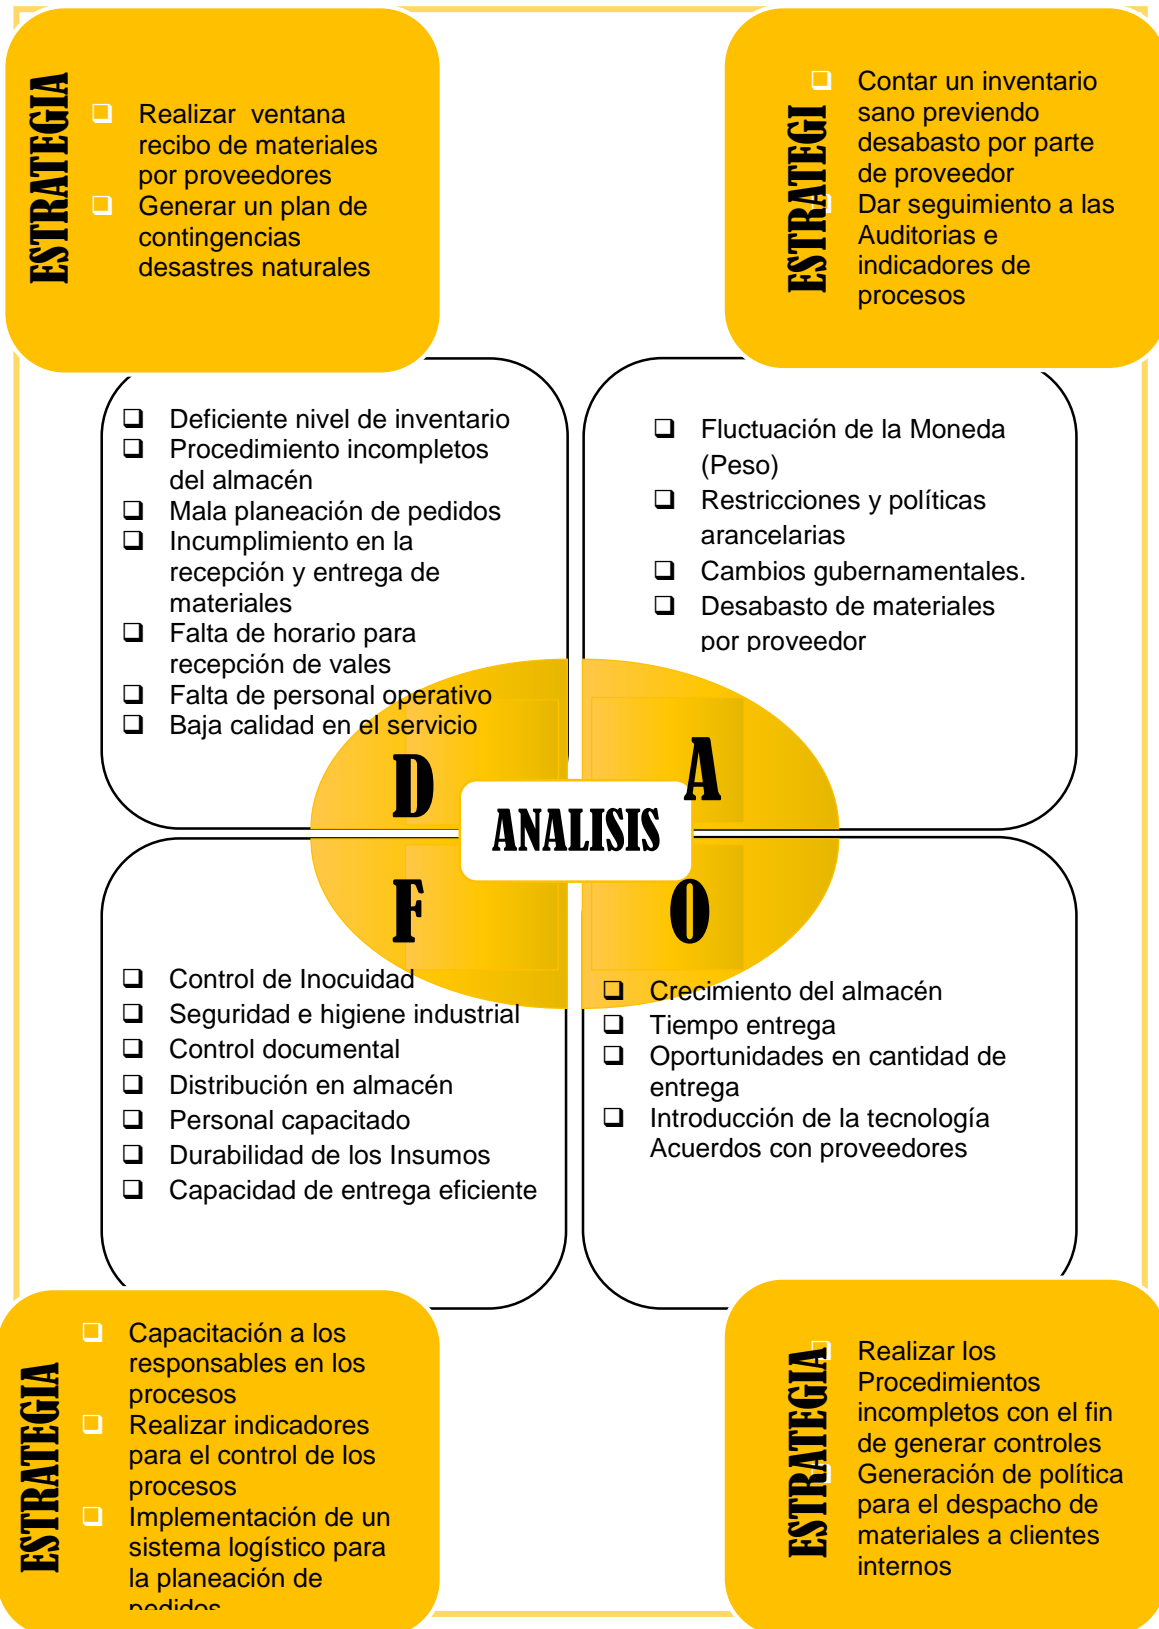 ESTRATEGIA
❑ Realizar ventana
recibo de materiales
por proveedores
❑ Generar un plan de
contingencias
desastres naturales
ESTRATEGI
❑ Contar un inventario
sano previendo
desabasto por parte
de proveedor
❑ Dar seguimiento a las
Auditorias e
indicadores de
procesos
❑ Deficiente nivel de inventario
❑ Procedimiento incompletos
del almacén
❑ Mala planeación de pedidos
❑ Incumplimiento en la
recepción y entrega de
materiales
❑ Falta de horario para
recepción de vales
❑ Falta de personal operativo
❑ Baja calidad en el servicio
❑ Fluctuación de la Moneda
(Peso)
❑ Restricciones y políticas
arancelarias
❑ Cambios gubernamentales.
❑ Desabasto de materiales
por proveedor
D
A
ANALISIS
F
O
❑ Control de Inocuidad
❑ Seguridad e higiene industrial
❑ Control documental
❑ Distribución en almacén
❑ Personal capacitado
❑ Durabilidad de los Insumos
❑ Capacidad de entrega eficiente
❑ Crecimiento del almacén
❑ Tiempo entrega
❑ Oportunidades en cantidad de
entrega
❑ Introducción de la tecnología
Acuerdos con proveedores
ESTRATEGIA
❑ Capacitación a los
responsables en los
procesos
❑ Realizar indicadores
para el control de los
procesos
❑ Implementación de un
sistema logístico para
la planeación de
pedidos
ESTRATEGIA
❑ Realizar los
Procedimientos
incompletos con el fin
de generar controles
❑ Generación de política
para el despacho de
materiales a clientes
internos